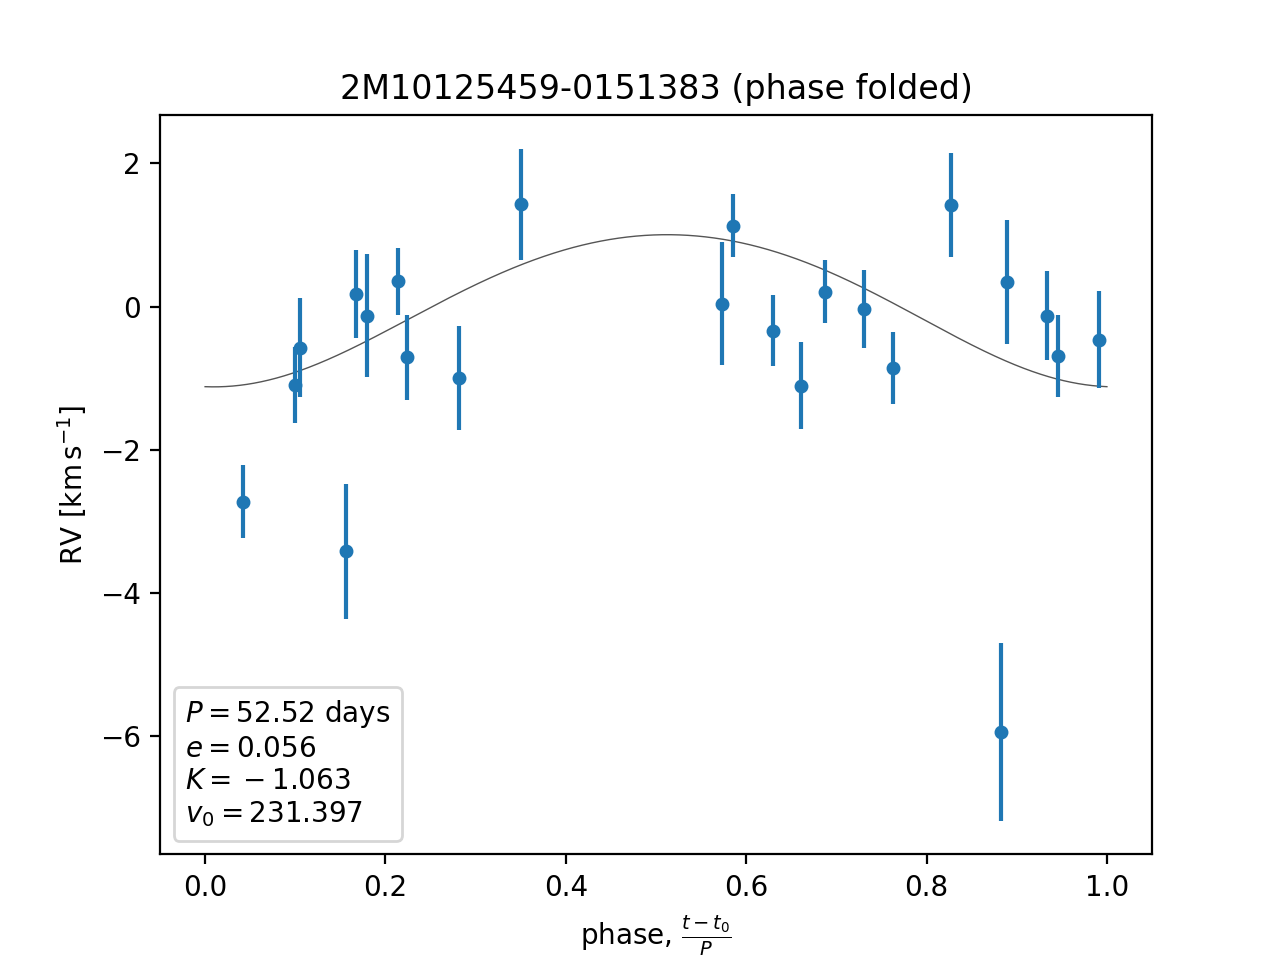 2M10125459-0151383 (phase folded)
RV [km s⁻¹]
2
0
−2
−4
−6
P = 52.52 days
e = 0.056
K = −1.063
v₀ = 231.397
0.0 0.2 0.4 0.6 0.8 1.0
phase, (t − t₀)/P